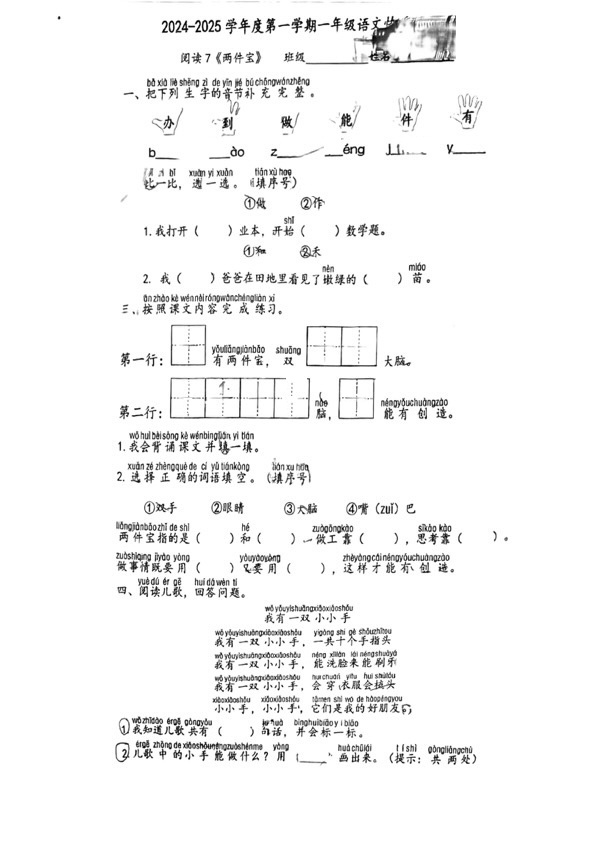 2024-2025 学年度第一学期一年级语文
阅读 7《两件宝》 班级 姓名
bǎ xià liè shēng zì de yīn jié bǔ chōng wán zhěng
一、把下列生字的音节补充完整。
办 到 做 能 件 有
b___ ___ào z___ ___éng j___ y___
bǐ xuǎn yi xuǎn tián xù hào
比一比，选一选。（填序号）
①做 ②作
shǐ
1.我打开（ ）业本，开始（ ）数学题。
①和 ②禾
nèn miáo
2. 我（ ）爸爸在田地里看见了嫩绿的（ ）苗。
àn zhào kè wén nèi róng wán chéng liàn xí
三、按照课文内容完成练习。
yǒu liǎng jiàn bǎo shuāng
第一行： 有两件宝，双 大脑。
nǎo néng yǒu chuàng zào
第二行： 脑， 能有创造。
wǒ huì bèi sòng kè wén bìng tián yi tián
1.我会背诵课文并填一填。
xuǎn zé zhèng què de cí yǔ tián kòng tián xù hào
2.选择正确的词语填空。（填序号）
①双手 ②眼睛 ③大脑 ④嘴（zuǐ）巴
liǎng jiàn bǎo zhǐ de shì hé zuò gōng kào sī kǎo kào
两件宝指的是（ ）和（ ），做工靠（ ），思考靠（ ）。
zuò shì qing jì yào yòng yòu yào yòng zhè yàng cái néng yǒu chuàng zào
做事情既要用（ ）又要用（ ），这样才能有创造。
yuè dú ér gē huí dá wèn tí
四、阅读儿歌，回答问题。
wǒ yǒu yì shuāng xiǎo xiǎo shǒu
我有一双小小手
wǒ yǒu yì shuāng xiǎo xiǎo shǒu yí gòng shí gè shǒu zhǐ tou
我有一双小小手，一共十个手指头
wǒ yǒu yì shuāng xiǎo xiǎo shǒu néng xǐ liǎn lái néng shuā yá
我有一双小小手，能洗脸来能刷牙
wǒ yǒu yì shuāng xiǎo xiǎo shǒu huì chuān yī fu huì shū tóu
我有一双小小手，会穿衣服会梳头
xiǎo xiǎo shǒu xiǎo xiǎo shǒu tā men shì wǒ de hǎo péng you
小小手，小小手，它们是我的好朋友
wǒ zhī dào ér gē gòng yǒu jù huà bìng huì biāo yi biāo
①我知道儿歌共有（ ）句话，并会标一标。
ér gē zhōng de xiǎo shǒu néng zuò shén me yòng huà chū lái tí shì gòng liǎng chù
②儿歌中的小手能做什么？用“____”画出来。（提示：共两处）